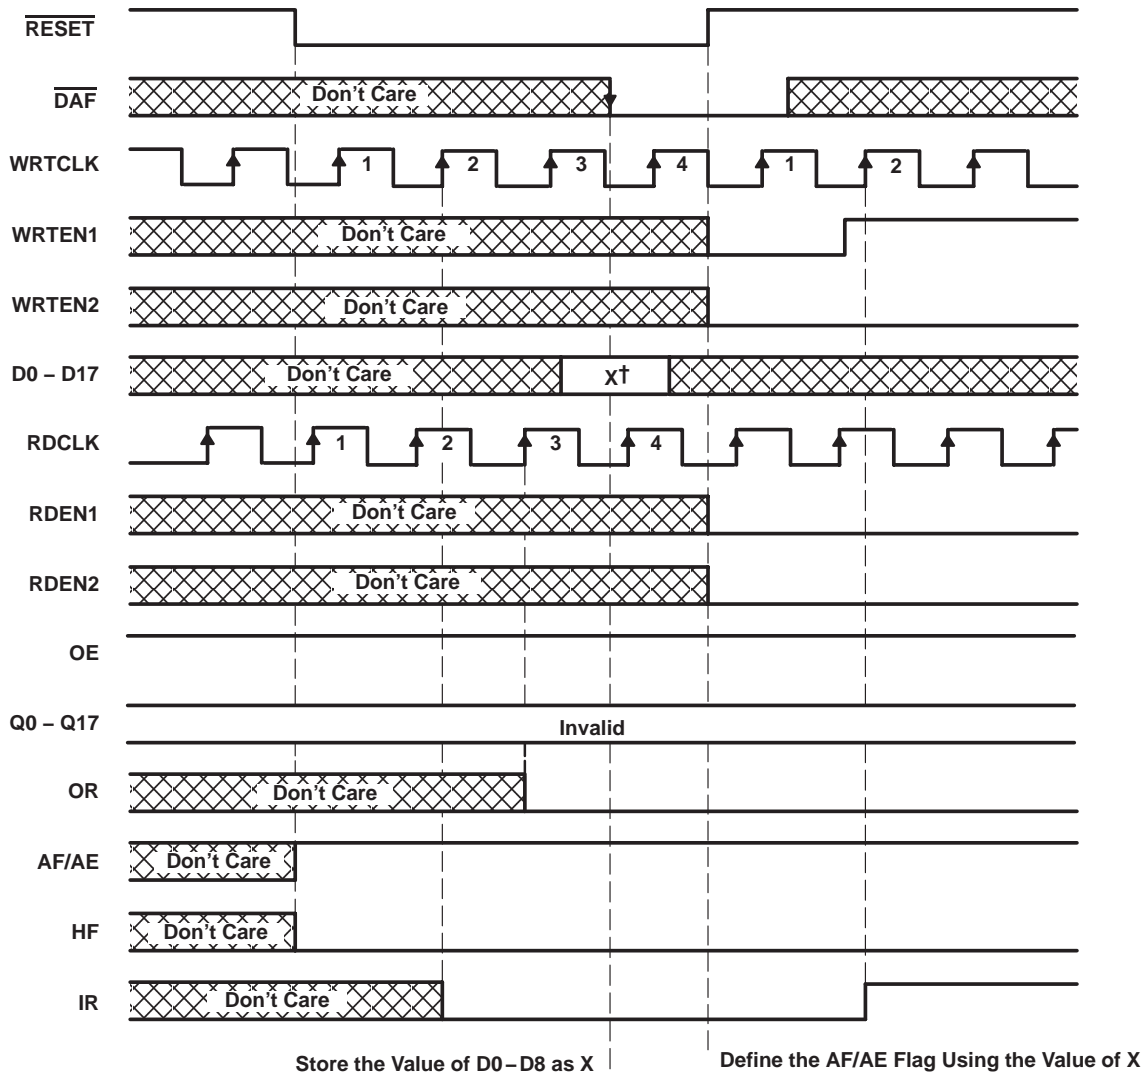 RESET
DAF Don't Care
WRTCLK 1 2 3 4 1 2
WRTEN1 Don't Care
WRTEN2 Don't Care
D0 – D17 Don't Care X†
RDCLK 1 2 3 4
RDEN1 Don't Care
RDEN2 Don't Care
OE
Q0 – Q17 Invalid
OR Don't Care
AF/AE Don't Care
HF Don't Care
IR Don't Care
Store the Value of D0–D8 as X Define the AF/AE Flag Using the Value of X